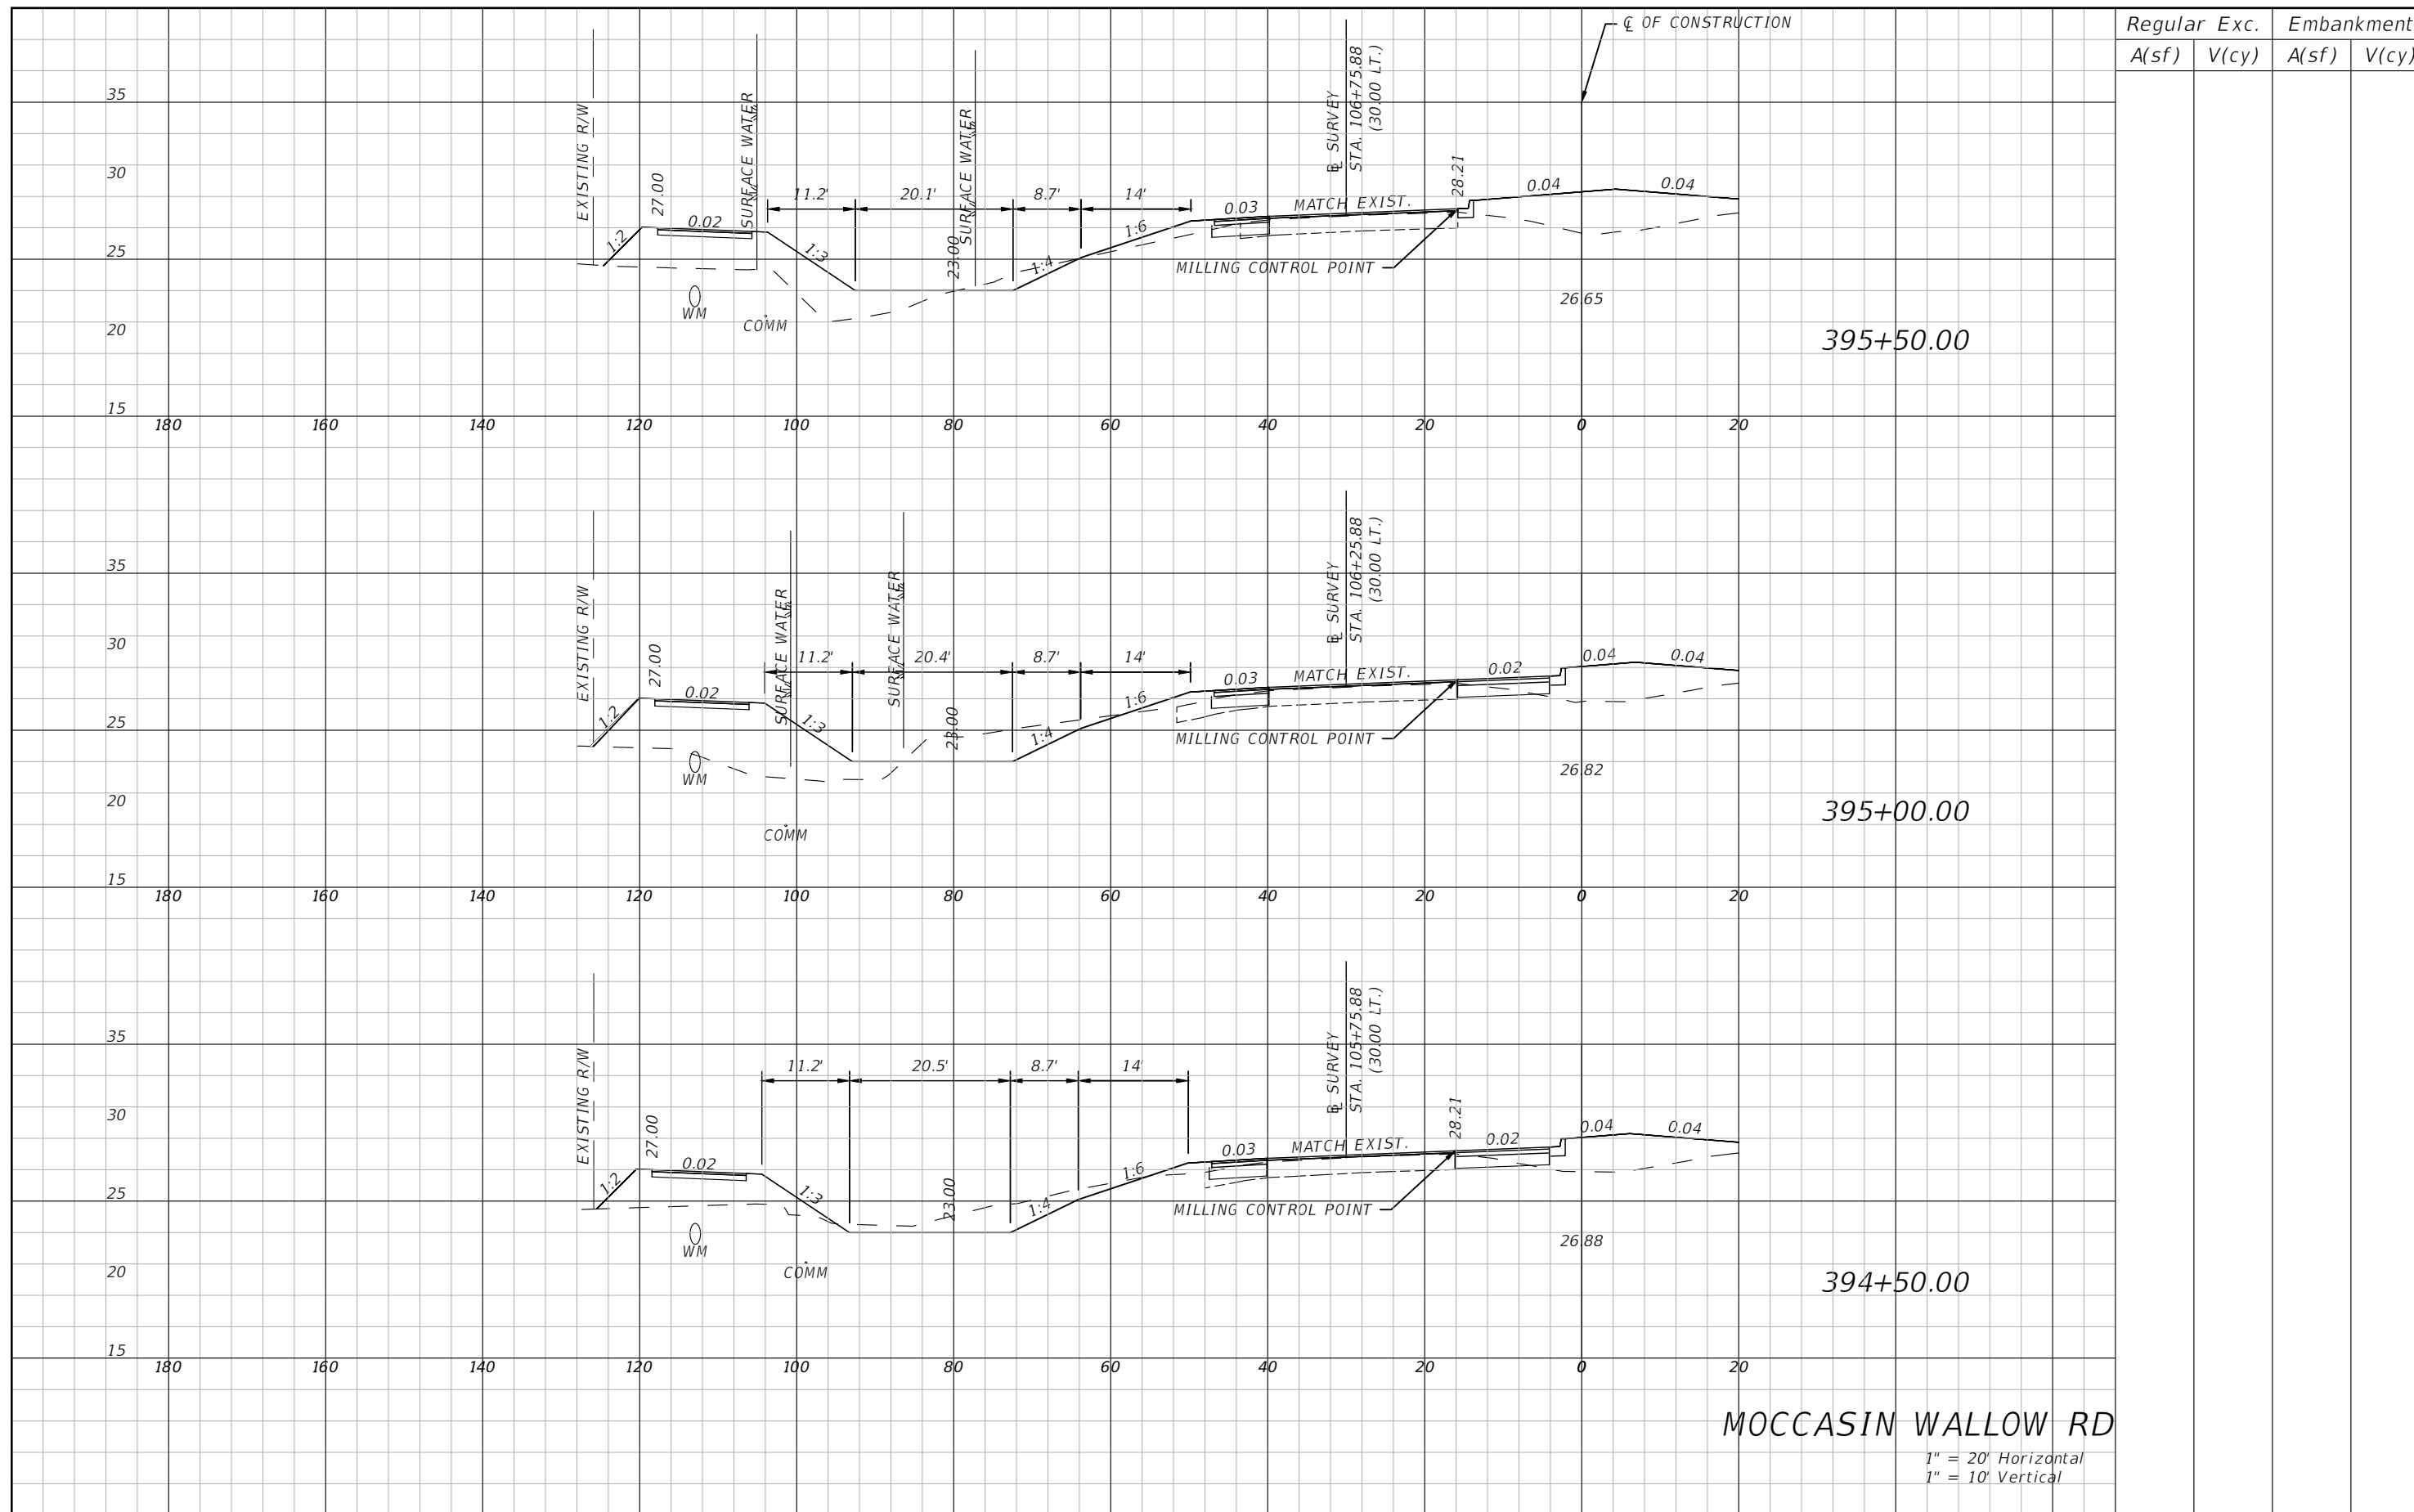 ℄ OF CONSTRUCTION
Regular Exc. Embankment
A(sf) V(cy) A(sf) V(cy)
EXISTING R/W
SURFACE WATER
SURFACE WATER
℄ SURVEY
STA. 106+75.88
(30.00 LT.)
35
30
25
20
15
27.00
11.2' 20.1' 8.7' 14'
28.21
1:2 0.02 1:3 23.00 1:4 1:6 0.03 MATCH EXIST. 0.04 0.04
MILLING CONTROL POINT
WM
COMM
26.65
395+50.00
180 160 140 120 100 80 60 40 20 0 20
EXISTING R/W
SURFACE WATER
SURFACE WATER
℄ SURVEY
STA. 106+25.88
(30.00 LT.)
35
30
25
20
15
27.00
11.2' 20.4' 8.7' 14'
1:2 0.02 1:3 23.00 1:4 1:6 0.03 MATCH EXIST. 0.02 0.04 0.04
MILLING CONTROL POINT
WM
COMM
26.82
395+00.00
180 160 140 120 100 80 60 40 20 0 20
EXISTING R/W
℄ SURVEY
STA. 105+75.88
(30.00 LT.)
35
30
25
20
15
27.00
11.2' 20.5' 8.7' 14'
28.21
1:2 0.02 1:3 23.00 1:4 1:6 0.03 MATCH EXIST. 0.02 0.04 0.04
MILLING CONTROL POINT
WM
COMM
26.88
394+50.00
180 160 140 120 100 80 60 40 20 0 20
MOCCASIN WALLOW RD
1" = 20' Horizontal
1" = 10' Vertical